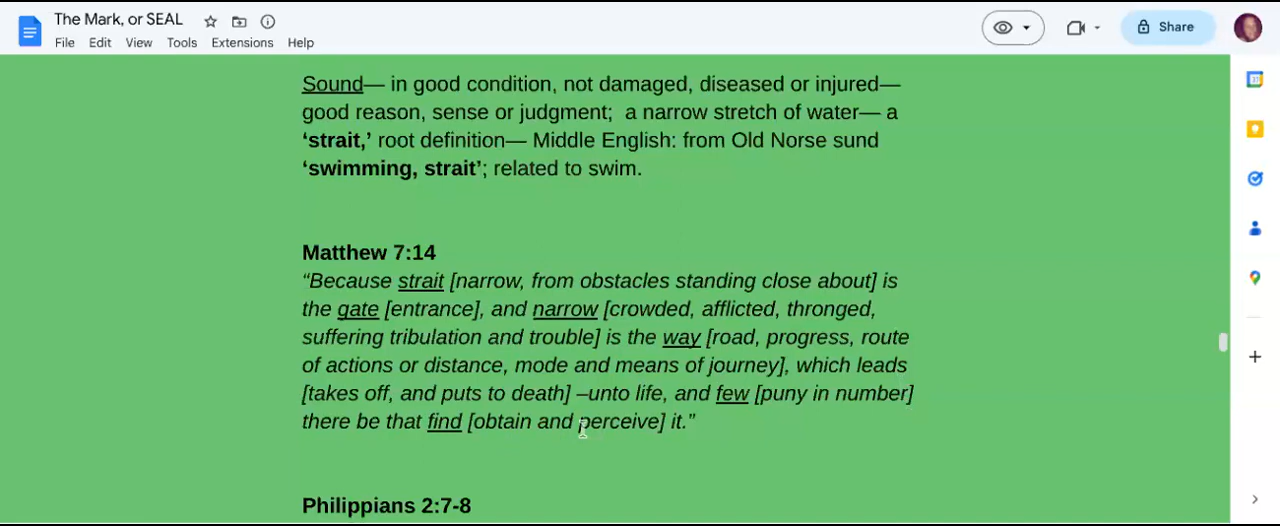 The Mark, or SEAL
File Edit View Tools Extensions Help
Share
Sound— in good condition, not damaged, diseased or injured—
good reason, sense or judgment;  a narrow stretch of water— a
‘strait,’ root definition— Middle English: from Old Norse sund
‘swimming, strait’; related to swim.
Matthew 7:14
“Because strait [narrow, from obstacles standing close about] is
the gate [entrance], and narrow [crowded, afflicted, thronged,
suffering tribulation and trouble] is the way [road, progress, route
of actions or distance, mode and means of journey], which leads
[takes off, and puts to death] –unto life, and few [puny in number]
there be that find [obtain and perceive] it.”
Philippians 2:7-8